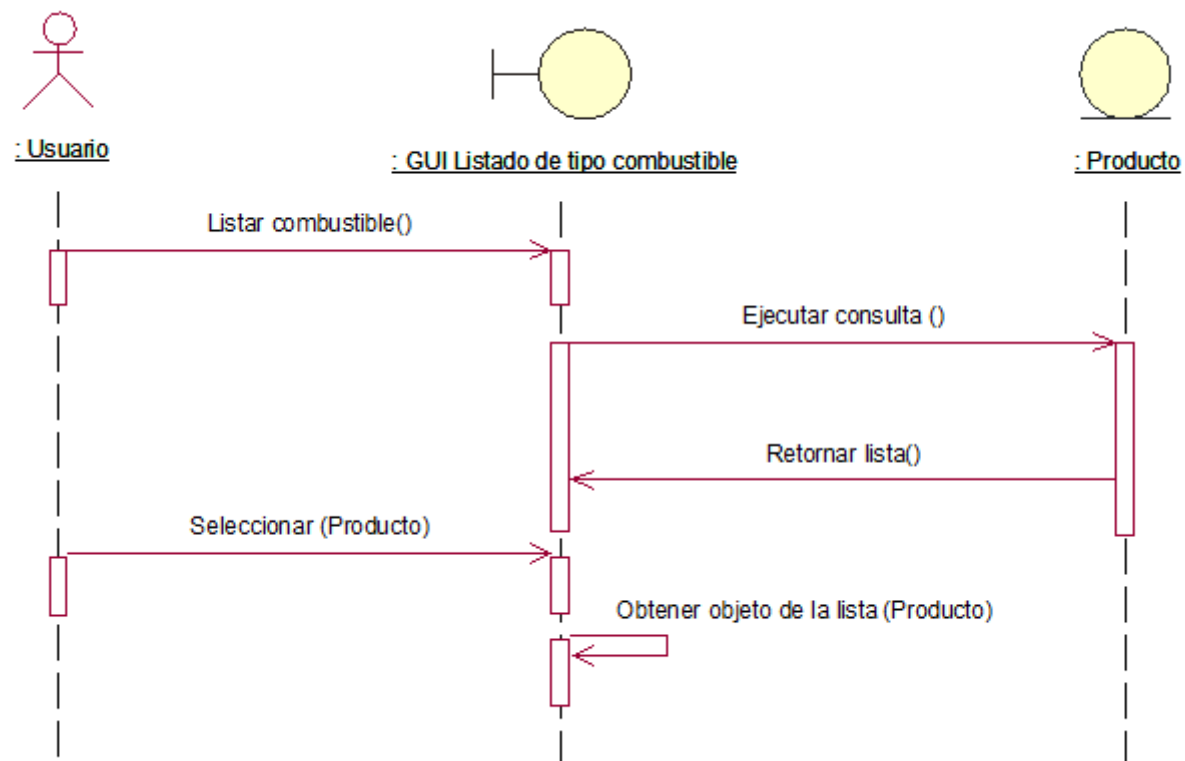 : Usuario
: GUI Listado de tipo combustible
: Producto
Listar combustible()
Ejecutar consulta ()
Retornar lista()
Seleccionar (Producto)
Obtener objeto de la lista (Producto)